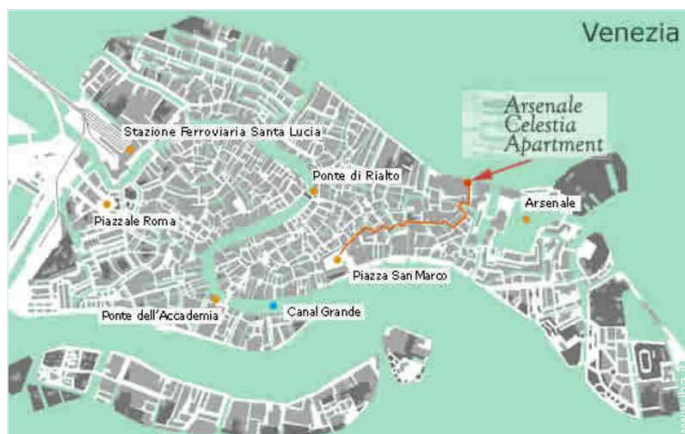 Venezia
Arsenale
Celestia
Apartment
Stazione Ferroviaria Santa Lucia
Ponte di Rialto
Piazzale Roma
Arsenale
Piazza San Marco
Ponte dell'Accademia
Canal Grande